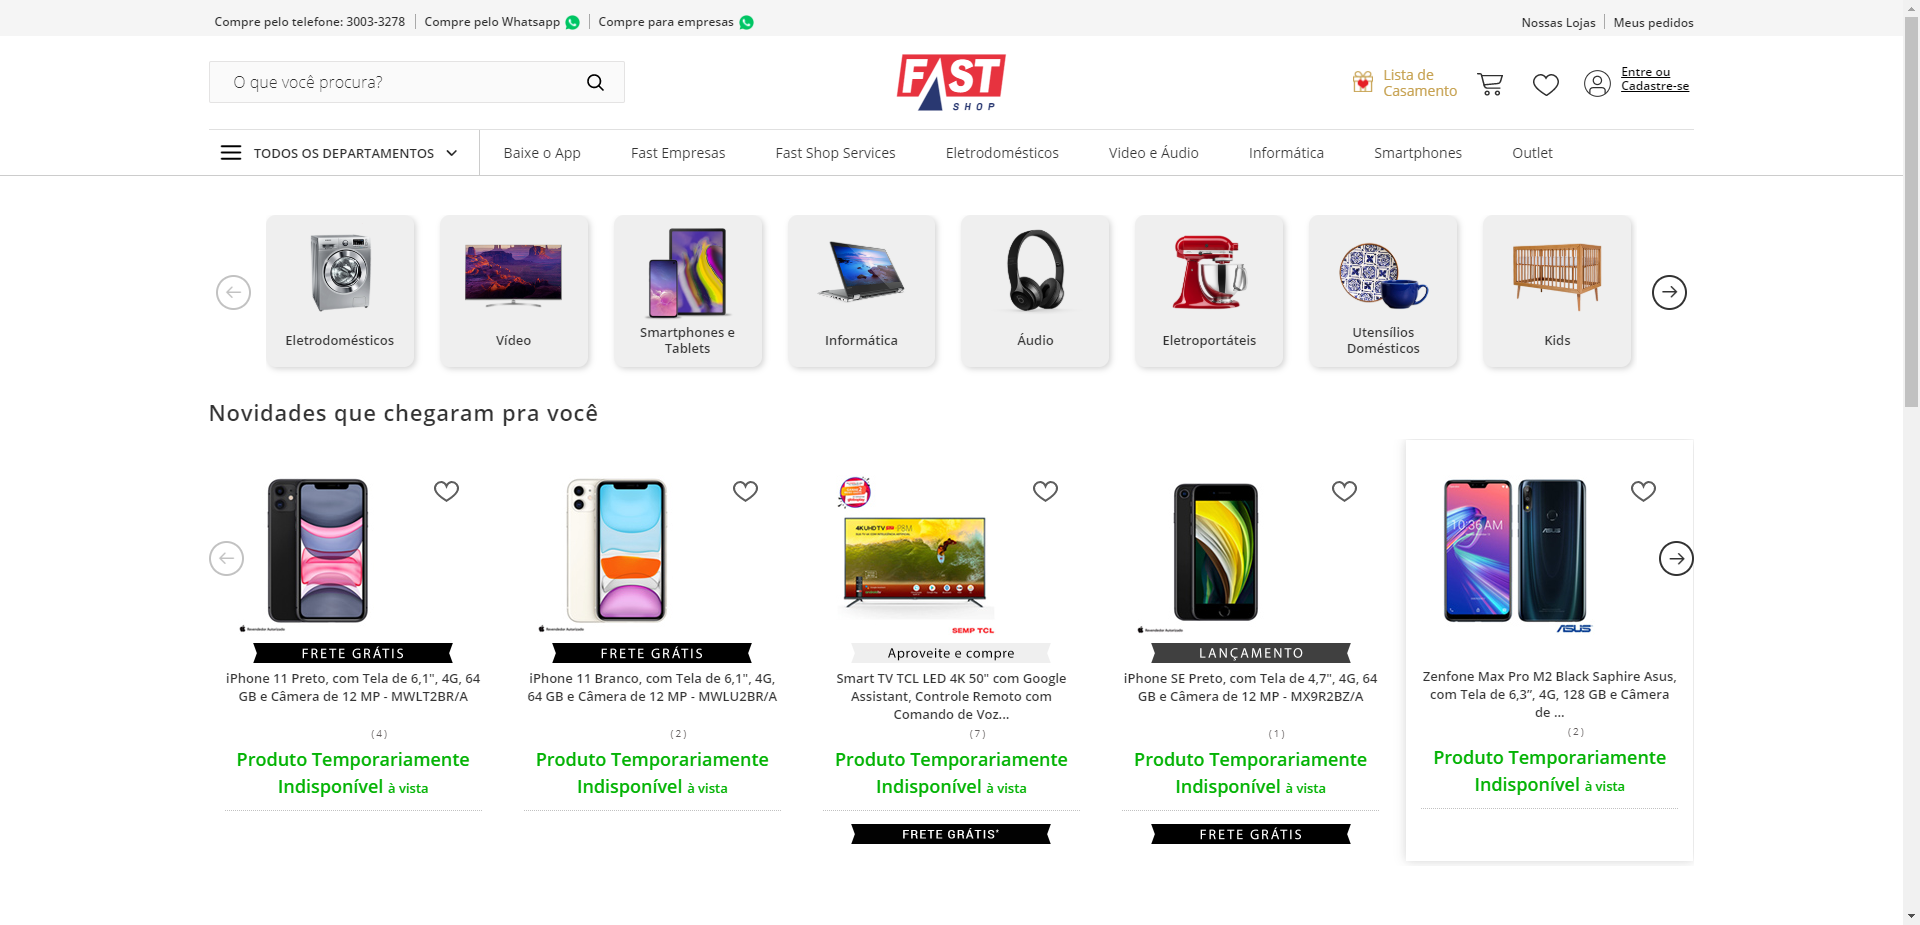 Compre pelo telefone: 3003-3278
Compre pelo Whatsapp
Compre para empresas
Nossas Lojas
Meus pedidos
O que você procura?
FAST
SHOP
Lista de
Casamento
Entre ou
Cadastre-se
TODOS OS DEPARTAMENTOS
Baixe o App
Fast Empresas
Fast Shop Services
Eletrodomésticos
Video e Áudio
Informática
Smartphones
Outlet
Eletrodomésticos
Vídeo
Smartphones e
Tablets
Informática
Áudio
Eletroportáteis
Utensílios
Domésticos
Kids
Novidades que chegaram pra você
FRETE GRÁTIS
iPhone 11 Preto, com Tela de 6,1", 4G, 64
GB e Câmera de 12 MP - MWLT2BR/A
(4)
Produto Temporariamente
Indisponível à vista
FRETE GRÁTIS
iPhone 11 Branco, com Tela de 6,1", 4G,
64 GB e Câmera de 12 MP - MWLU2BR/A
(2)
Produto Temporariamente
Indisponível à vista
4K UHD TV P8M
SEMP TCL
Aproveite e compre
Smart TV TCL LED 4K 50" com Google
Assistant, Controle Remoto com
Comando de Voz...
(7)
Produto Temporariamente
Indisponível à vista
FRETE GRÁTIS*
LANÇAMENTO
iPhone SE Preto, com Tela de 4,7", 4G, 64
GB e Câmera de 12 MP - MX9R2BZ/A
(1)
Produto Temporariamente
Indisponível à vista
FRETE GRÁTIS
10:36 AM
ASUS
ASUS
Zenfone Max Pro M2 Black Saphire Asus,
com Tela de 6,3”, 4G, 128 GB e Câmera
de ...
(2)
Produto Temporariamente
Indisponível à vista